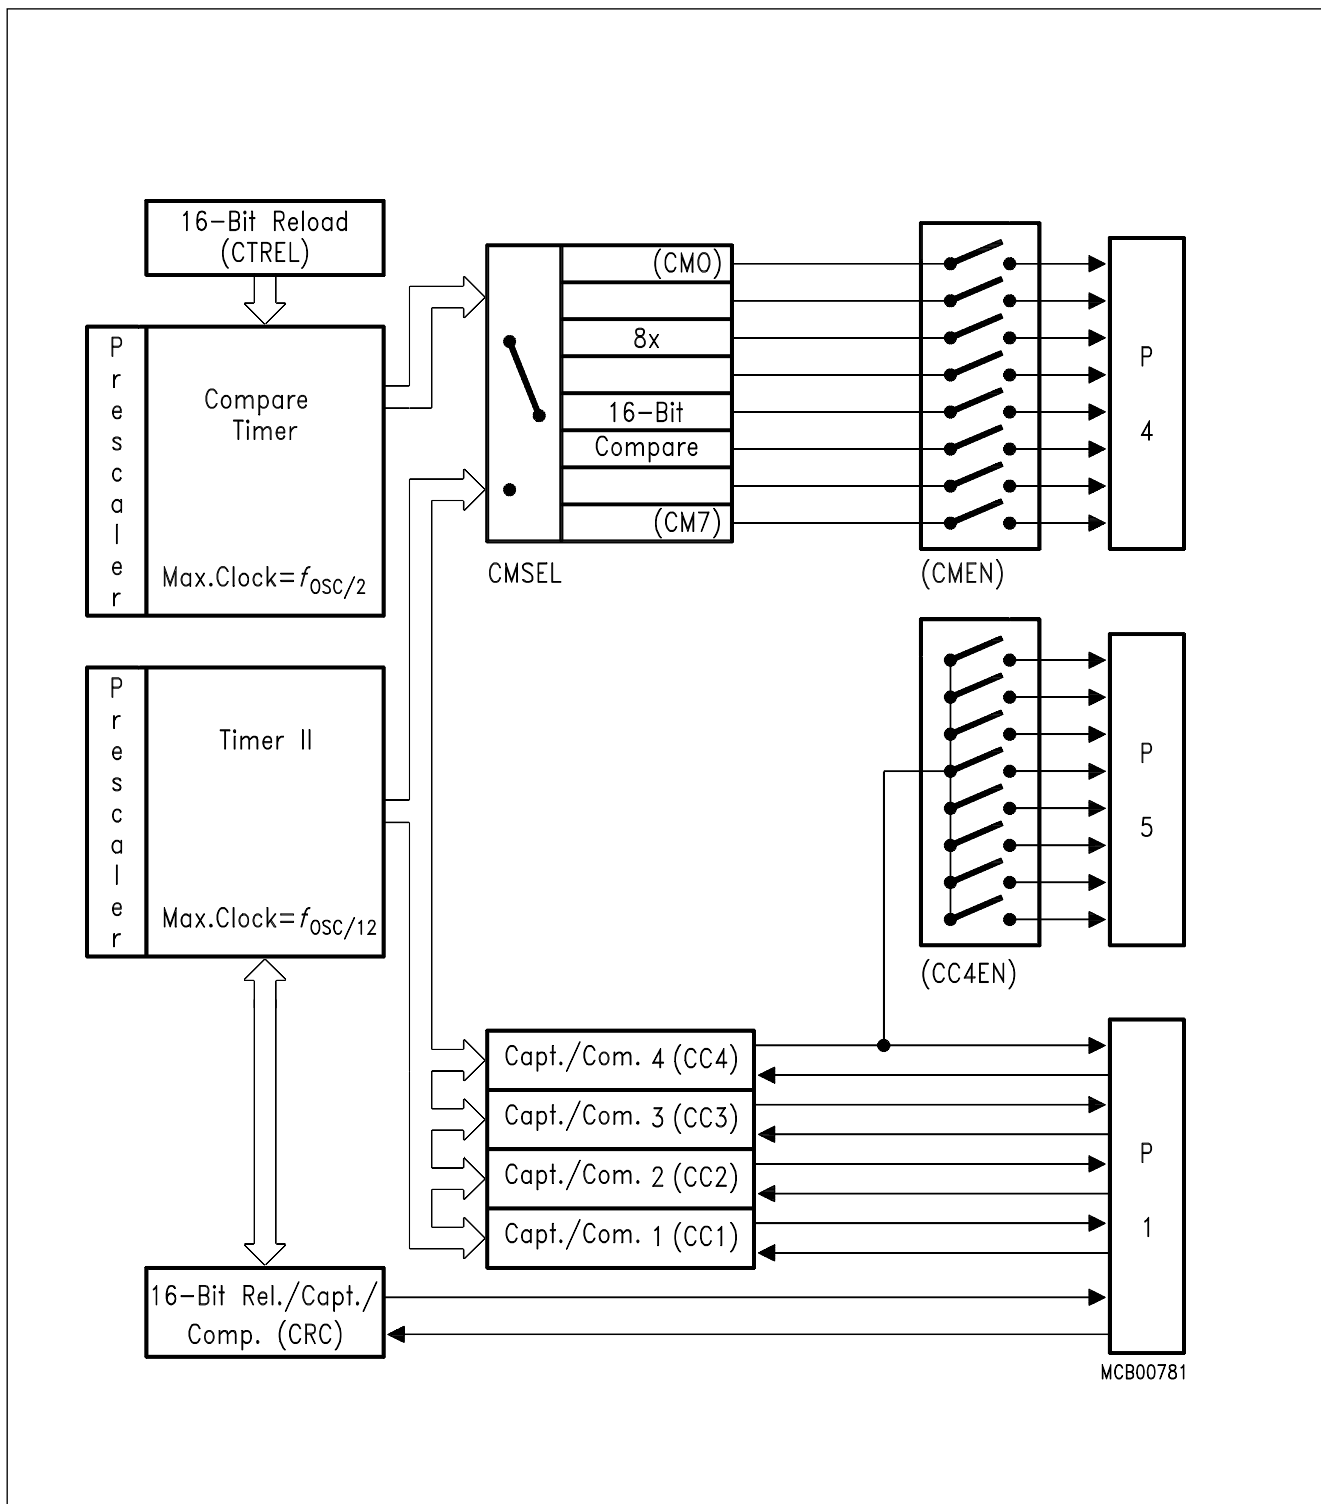 16-Bit Reload
(CTREL)
Prescaler
Compare
Timer
Max.Clock=fOSC/2
(CM0)
8x
16-Bit
Compare
(CM7)
CMSEL
(CMEN)
P
4
Prescaler
Timer II
Max.Clock=fOSC/12
P
5
(CC4EN)
Capt./Com. 4 (CC4)
Capt./Com. 3 (CC3)
Capt./Com. 2 (CC2)
Capt./Com. 1 (CC1)
P
1
16-Bit Rel./Capt./
Comp. (CRC)
MCB00781